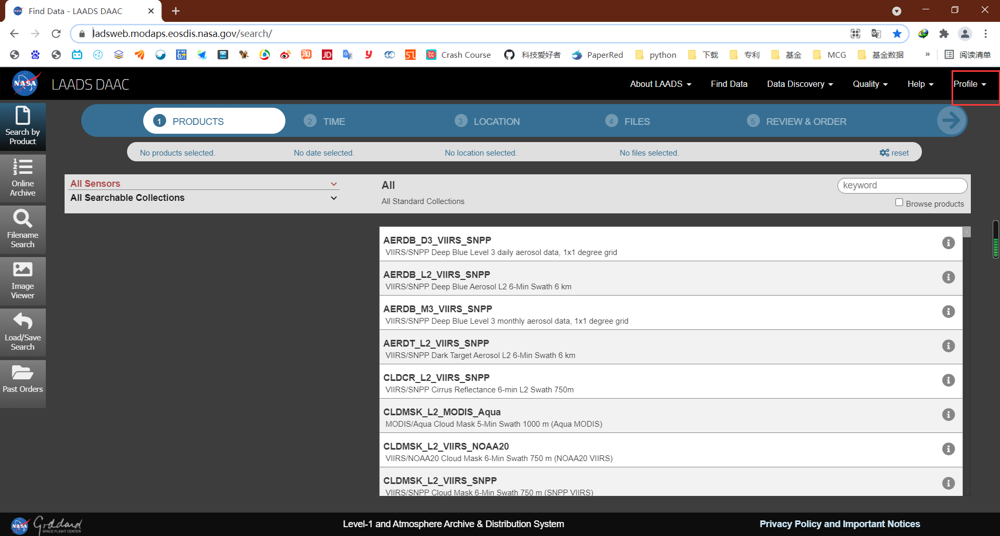 Find Data - LAADS DAAC
ladsweb.modaps.eosdis.nasa.gov/search/
Crash Course
科技爱好者
PaperRed
python
下载
专利
基金
MCG
基金数据
»
阅读清单
NASA
LAADS DAAC
About LAADS
Find Data
Data Discovery
Quality
Help
Profile
Search by
Product
Online
Archive
Filename
Search
Image
Viewer
Load/Save
Search
Past Orders
1 PRODUCTS
2 TIME
3 LOCATION
4 FILES
5 REVIEW & ORDER
No products selected.
No date selected.
No location selected.
No files selected.
reset
All Sensors
All Searchable Collections
All
All Standard Collections
keyword
Browse products
AERDB_D3_VIIRS_SNPP
VIIRS/SNPP Deep Blue Level 3 daily aerosol data, 1x1 degree grid
AERDB_L2_VIIRS_SNPP
VIIRS/SNPP Deep Blue Aerosol L2 6-Min Swath 6 km
AERDB_M3_VIIRS_SNPP
VIIRS/SNPP Deep Blue Level 3 monthly aerosol data, 1x1 degree grid
AERDT_L2_VIIRS_SNPP
VIIRS/SNPP Dark Target Aerosol L2 6-Min Swath 6 km
CLDCR_L2_VIIRS_SNPP
VIIRS/SNPP Cirrus Reflectance 6-min L2 Swath 750m
CLDMSK_L2_MODIS_Aqua
MODIS/Aqua Cloud Mask 5-Min Swath 1000 m (Aqua MODIS)
CLDMSK_L2_VIIRS_NOAA20
VIIRS/NOAA20 Cloud Mask 6-Min Swath 750 m (NOAA20 VIIRS)
CLDMSK_L2_VIIRS_SNPP
VIIRS/SNPP Cloud Mask 6-Min Swath 750 m (SNPP VIIRS)
NASA
Goddard
SPACE FLIGHT CENTER
Level-1 and Atmosphere Archive & Distribution System
Privacy Policy and Important Notices